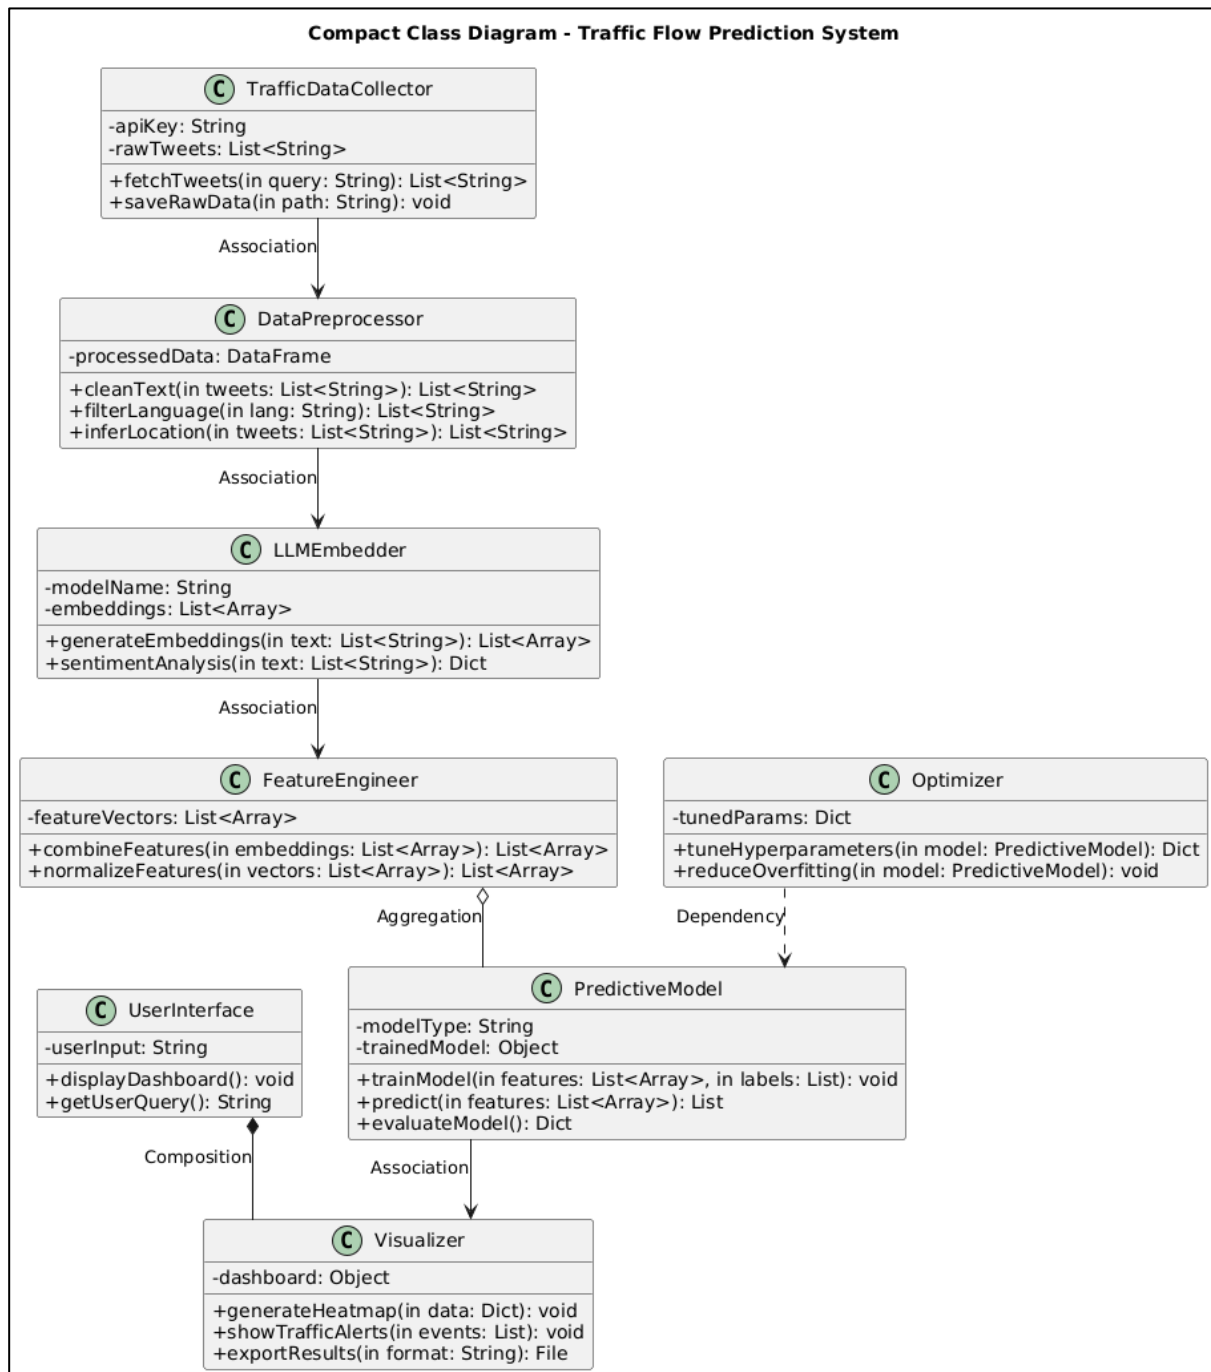 Compact Class Diagram - Traffic Flow Prediction System
C TrafficDataCollector
-apiKey: String
-rawTweets: List<String>
+fetchTweets(in query: String): List<String>
+saveRawData(in path: String): void
Association
C DataPreprocessor
-processedData: DataFrame
+cleanText(in tweets: List<String>): List<String>
+filterLanguage(in lang: String): List<String>
+inferLocation(in tweets: List<String>): List<String>
Association
C LLMEmbedder
-modelName: String
-embeddings: List<Array>
+generateEmbeddings(in text: List<String>): List<Array>
+sentimentAnalysis(in text: List<String>): Dict
Association
C FeatureEngineer
-featureVectors: List<Array>
+combineFeatures(in embeddings: List<Array>): List<Array>
+normalizeFeatures(in vectors: List<Array>): List<Array>
C Optimizer
-tunedParams: Dict
+tuneHyperparameters(in model: PredictiveModel): Dict
+reduceOverfitting(in model: PredictiveModel): void
Aggregation
Dependency
C UserInterface
-userInput: String
+displayDashboard(): void
+getUserQuery(): String
C PredictiveModel
-modelType: String
-trainedModel: Object
+trainModel(in features: List<Array>, in labels: List): void
+predict(in features: List<Array>): List
+evaluateModel(): Dict
Composition
Association
C Visualizer
-dashboard: Object
+generateHeatmap(in data: Dict): void
+showTrafficAlerts(in events: List): void
+exportResults(in format: String): File